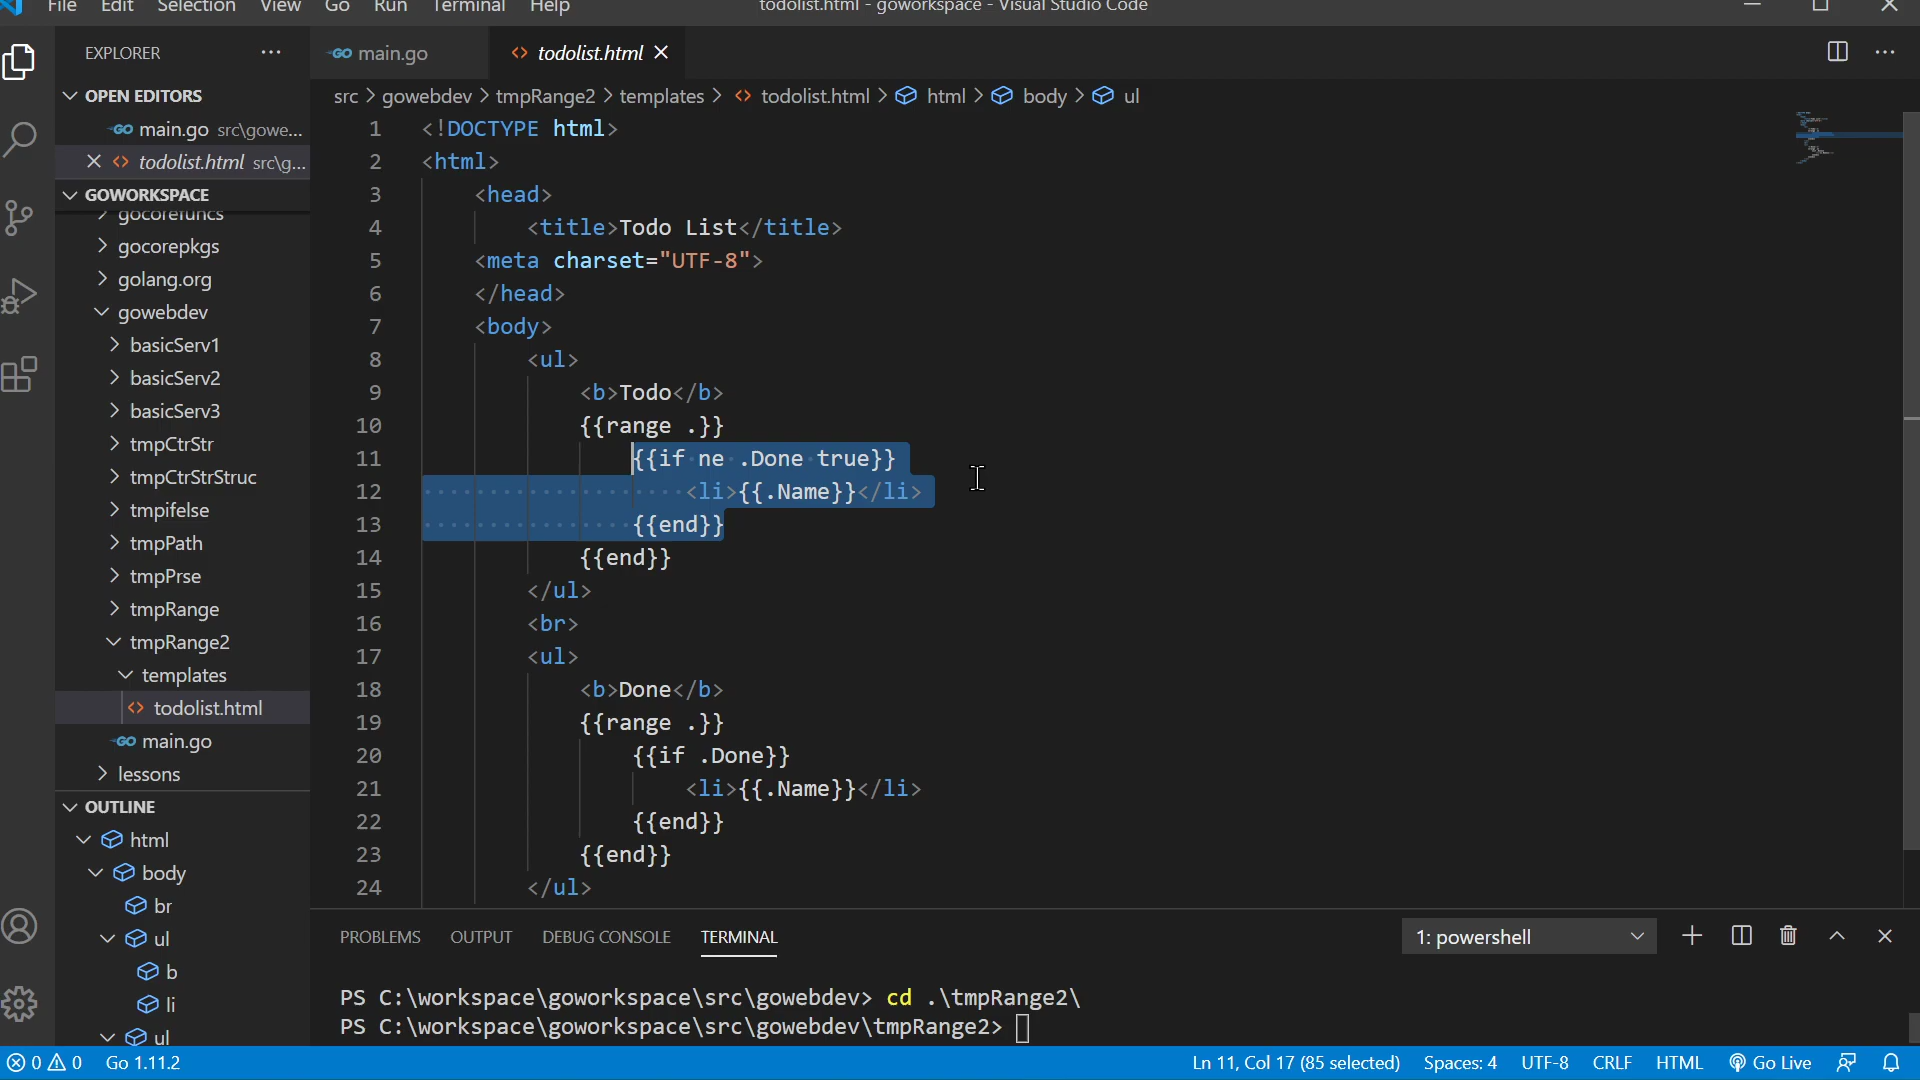 File Edit Selection View Go Run Terminal Help todolist.html - goworkspace - Visual Studio Code
EXPLORER
main.go todolist.html
OPEN EDITORS
main.go src\gowe...
todolist.html src\g...
GOWORKSPACE
gocorefuncs
gocorepkgs
golang.org
gowebdev
basicServ1
basicServ2
basicServ3
tmpCtrStr
tmpCtrStrStruc
tmpifelse
tmpPath
tmpPrse
tmpRange
tmpRange2
templates
todolist.html
main.go
lessons
OUTLINE
html
body
br
ul
b
li
ul
src > gowebdev > tmpRange2 > templates > todolist.html > html > body > ul
1 <!DOCTYPE html>
2 <html>
3 <head>
4 <title>Todo List</title>
5 <meta charset="UTF-8">
6 </head>
7 <body>
8 <ul>
9 <b>Todo</b>
10 {{range .}}
11 {{if ne .Done true}}
12 <li>{{.Name}}</li>
13 {{end}}
14 {{end}}
15 </ul>
16 <br>
17 <ul>
18 <b>Done</b>
19 {{range .}}
20 {{if .Done}}
21 <li>{{.Name}}</li>
22 {{end}}
23 {{end}}
24 </ul>
PROBLEMS OUTPUT DEBUG CONSOLE TERMINAL 1: powershell
PS C:\workspace\goworkspace\src\gowebdev> cd .\tmpRange2\
PS C:\workspace\goworkspace\src\gowebdev\tmpRange2>
0 0 Go 1.11.2 Ln 11, Col 17 (85 selected) Spaces: 4 UTF-8 CRLF HTML Go Live